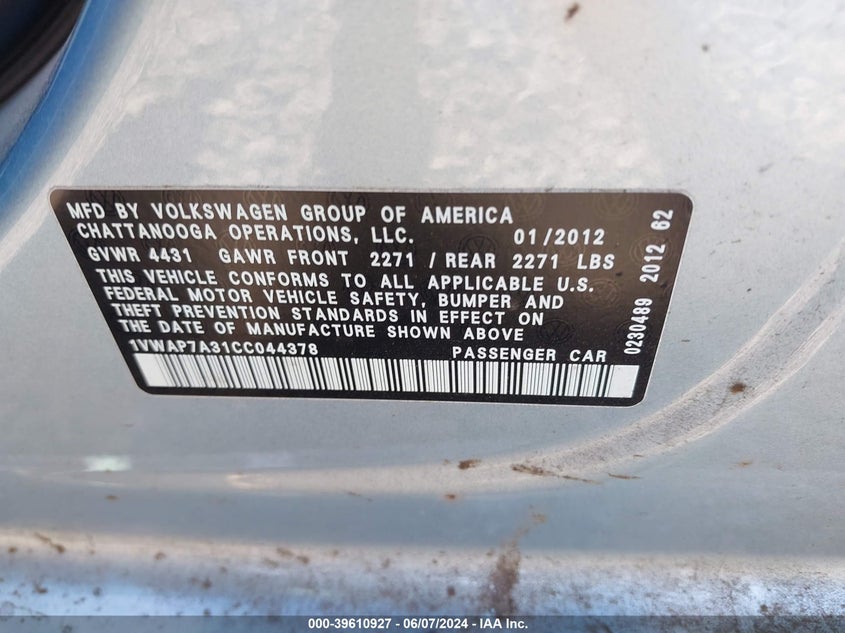 MFD BY VOLKSWAGEN GROUP OF AMERICA
CHATTANOOGA OPERATIONS, LLC. 01/2012
GVWR 4431 GAWR FRONT 2271 / REAR 2271 LBS
THIS VEHICLE CONFORMS TO ALL APPLICABLE U.S.
FEDERAL MOTOR VEHICLE SAFETY, BUMPER AND
THEFT PREVENTION STANDARDS IN EFFECT ON
THE DATE OF MANUFACTURE SHOWN ABOVE
1VWAP7A31CC044378 PASSENGER CAR
0230489 2012 62
000-39610927 - 06/07/2024 - IAA Inc.